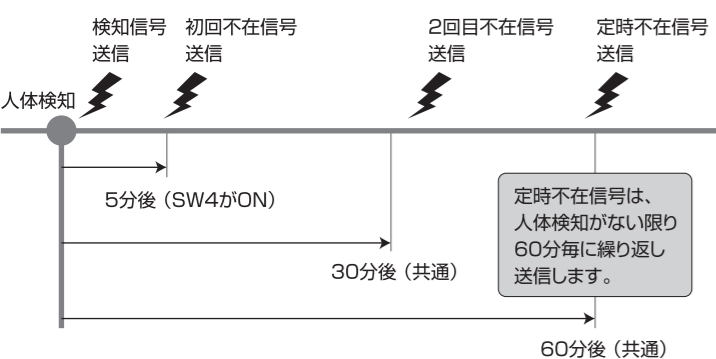 検知信号
送信
初回不在信号
送信
2回目不在信号
送信
定時不在信号
送信
人体検知
5分後（SW4がON）
定時不在信号は、
人体検知がない限り
60分毎に繰り返し
送信します。
30分後（共通）
60分後（共通）